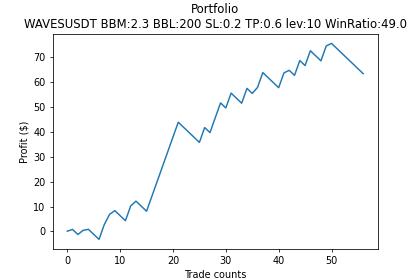 Portfolio
WAVESUSDT BBM:2.3 BBL:200 SL:0.2 TP:0.6 lev:10 WinRatio:49.0
70
60
50
40
30
20
10
0
Profit ($)
0 10 20 30 40 50
Trade counts